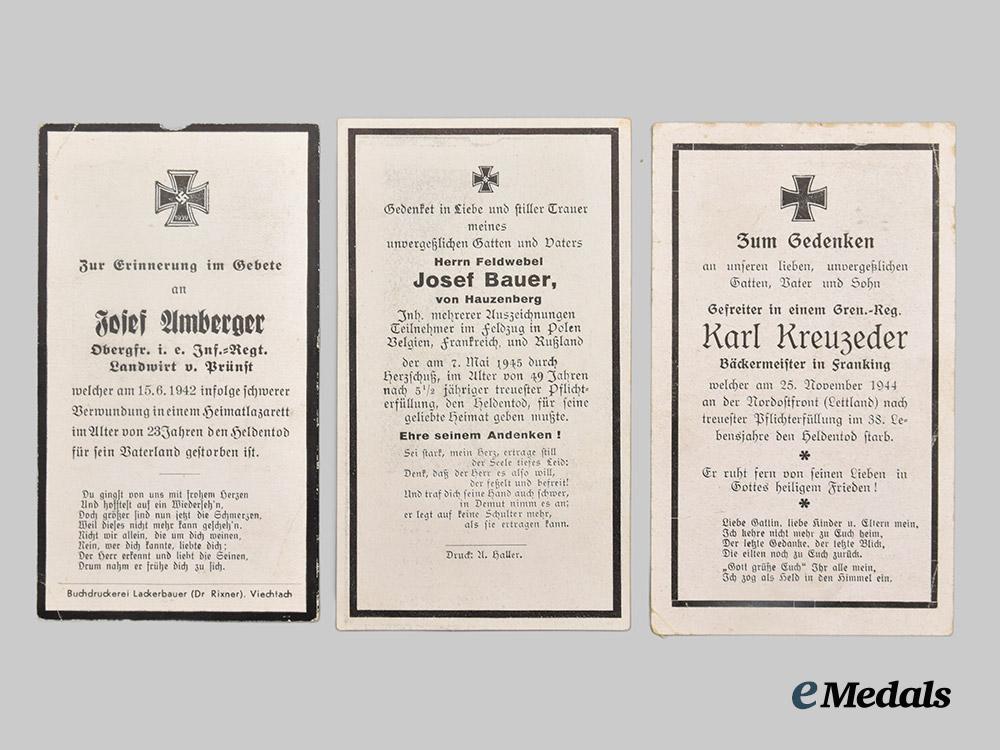 1939
Zur Erinnerung im Gebete
an
Josef Amberger
Obergfr. i. e. Inf.-Regt.
Landwirt v. Prünst
welcher am 15.6.1942 infolge schwerer
Verwundung in einem Heimatlazarett
im Alter von 23 Jahren den Heldentod
für sein Vaterland gestorben ist.
Du gingst von uns mit frohem Herzen
Und hofftest auf ein Wiederseh'n.
Doch größer sind nun jetzt die Schmerzen,
Weil dieses nicht mehr kann gescheh'n.
Nicht wir allein, die um dich weinen,
Nein, wer dich kannte, liebte dich;
Der Herr erkennt und liebt die Seinen,
Drum nahm er frühe dich zu sich.
Buchdruckerei Lackerbauer (Dr Rixner). Viechtach
Gedenket in Liebe und stiller Trauer
meines
unvergeßlichen Gatten und Vaters
Herrn Feldwebel
Josef Bauer,
von Hauzenberg
Inh. mehrerer Auszeichnungen
Teilnehmer im Feldzug in Polen
Belgien, Frankreich, und Rußland
der am 7. Mai 1945 durch
Herzschuß, im Alter von 49 Jahren
nach 5 1/2 jähriger treuester Pflicht-
erfüllung, den Heldentod, für seine
geliebte Heimat geben mußte.
Ehre seinem Andenken !
Sei stark, mein Herz, ertrage still
der Seele tiefes Leid;
Denk, daß der Herr es also will,
der fesselt und befreit!
Und traf dich seine Hand auch schwer,
in Demut nimm es an;
er legt auf keine Schulter mehr,
als sie ertragen kann.
Druck: A. Haller.
Zum Gedenken
an unseren lieben, unvergeßlichen
Gatten, Vater und Sohn
Gefreiter in einem Gren.-Reg.
Karl Kreuzeder
Bäckermeister in Franking
welcher am 25. November 1944
an der Nordostfront (Lettland) nach
treuester Pflichterfüllung im 38. Le-
bensjahre den Heldentod starb.
*
Er ruht fern von seinen Lieben in
Gottes heiligem Frieden !
*
Liebe Gattin, liebe Kinder u. Eltern mein,
Ich kehre nicht mehr zu Euch heim,
Der letzte Gedanke, der letzte Blick,
Die eilten noch zu Euch zurück.
„Gott grüße Euch" Ihr alle mein,
Ich zog als Held in den Himmel ein.
eMedals